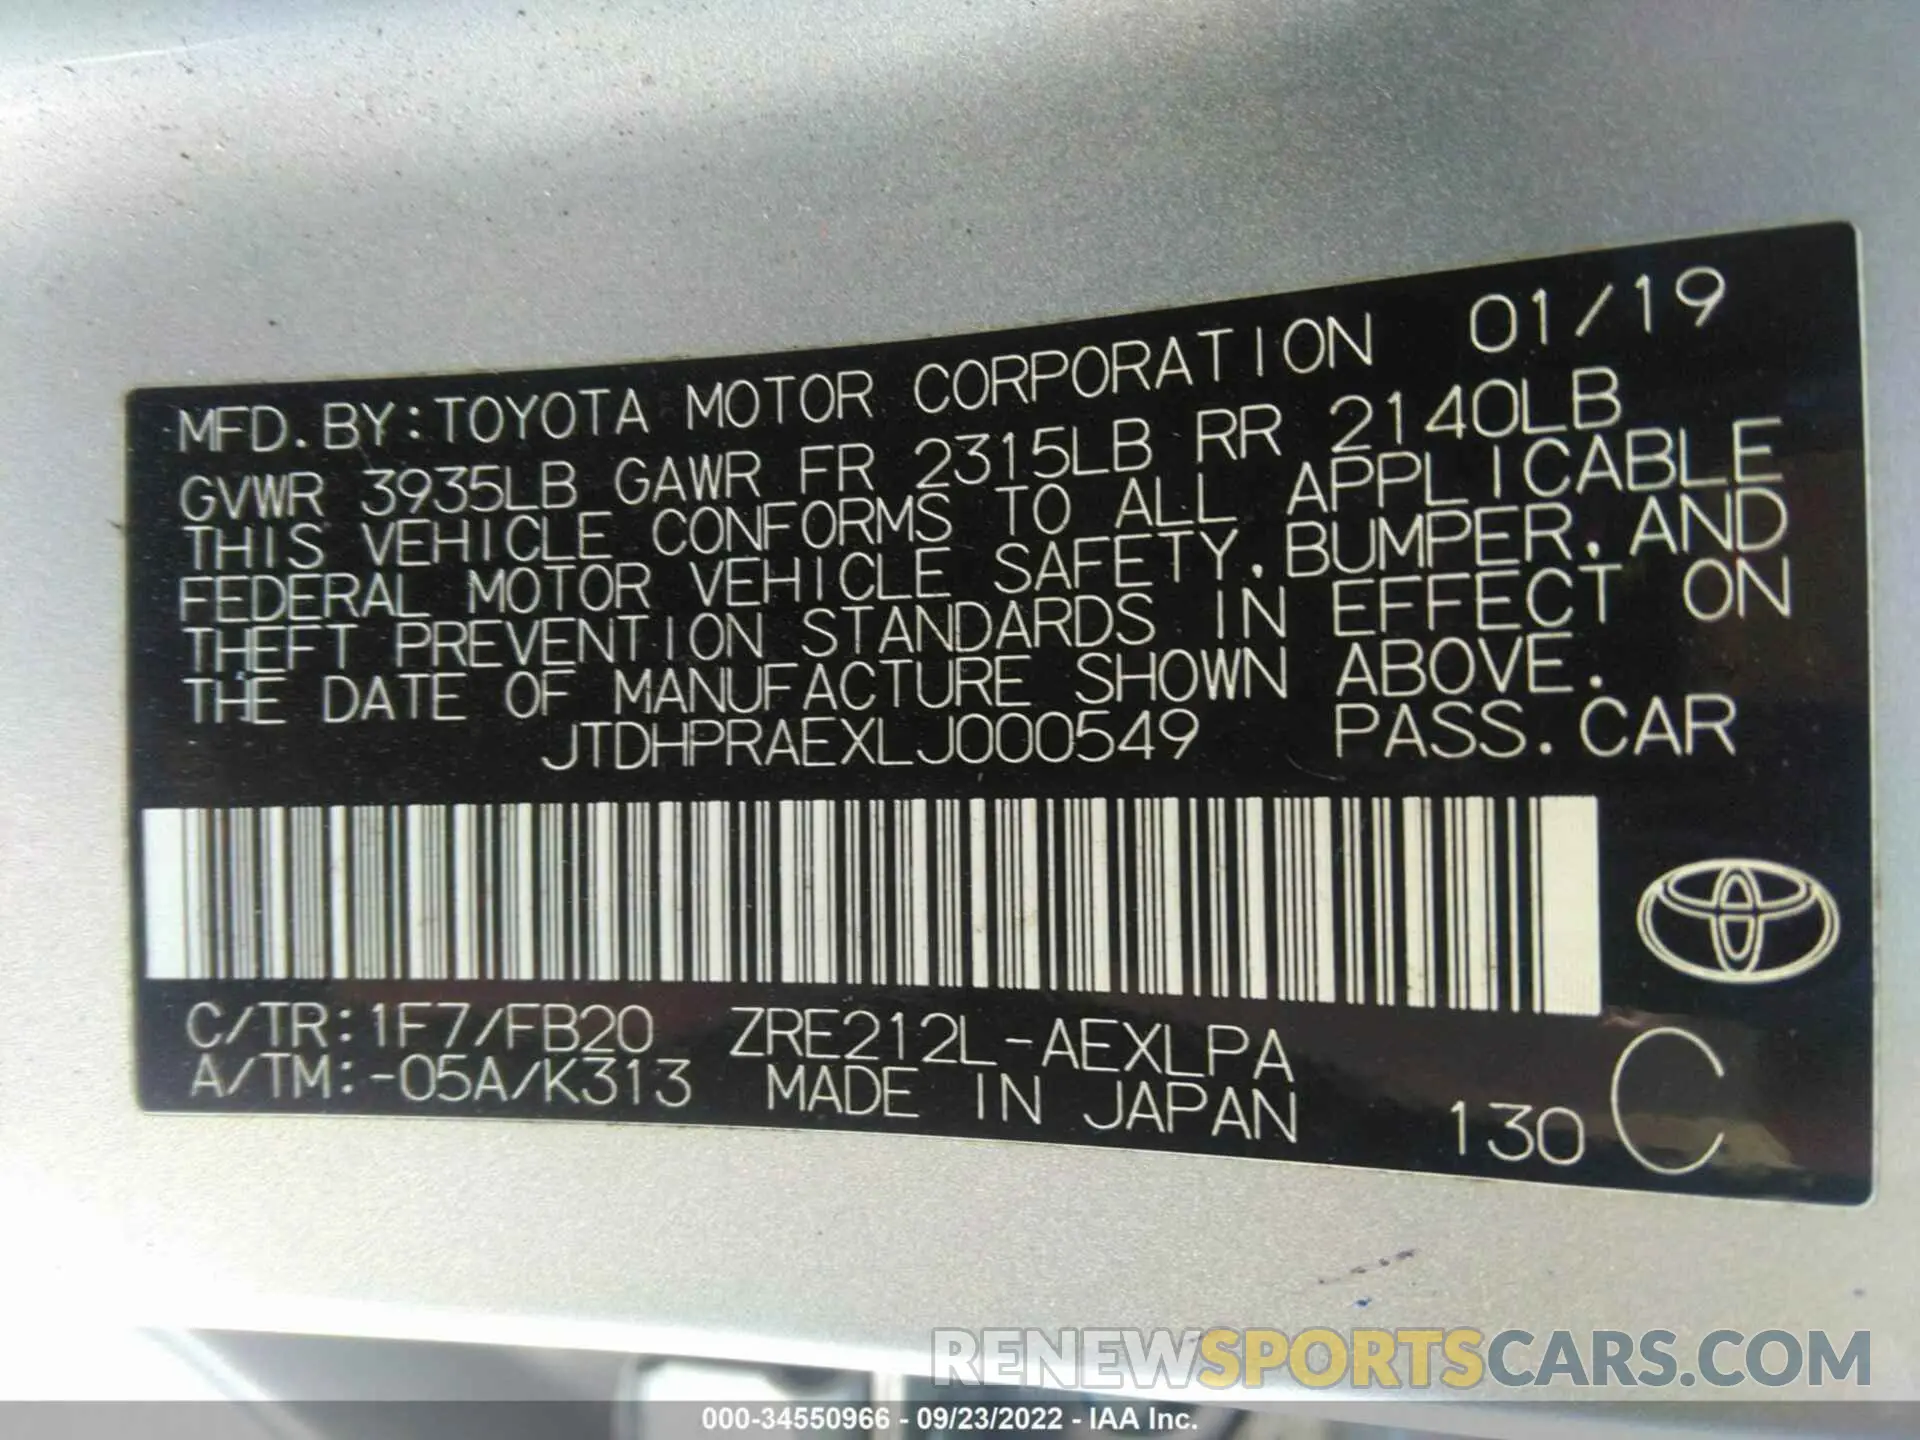 MFD. BY: TOYOTA MOTOR CORPORATION 01/19
GVWR 3935LB GAWR FR 2315LB RR 2140LB
THIS VEHICLE CONFORMS TO ALL APPLICABLE
FEDERAL MOTOR VEHICLE SAFETY, BUMPER, AND
THEFT PREVENTION STANDARDS IN EFFECT ON
THE DATE OF MANUFACTURE SHOWN ABOVE.
JTDHPRAEXLJ000549 PASS. CAR
C/TR: 1F7/FB20 ZRE212L-AEXLPA
A/TM: -05A/K313 MADE IN JAPAN 130 C
RENEWSPORTSCARS.COM
000-34550966 - 09/23/2022 - IAA Inc.